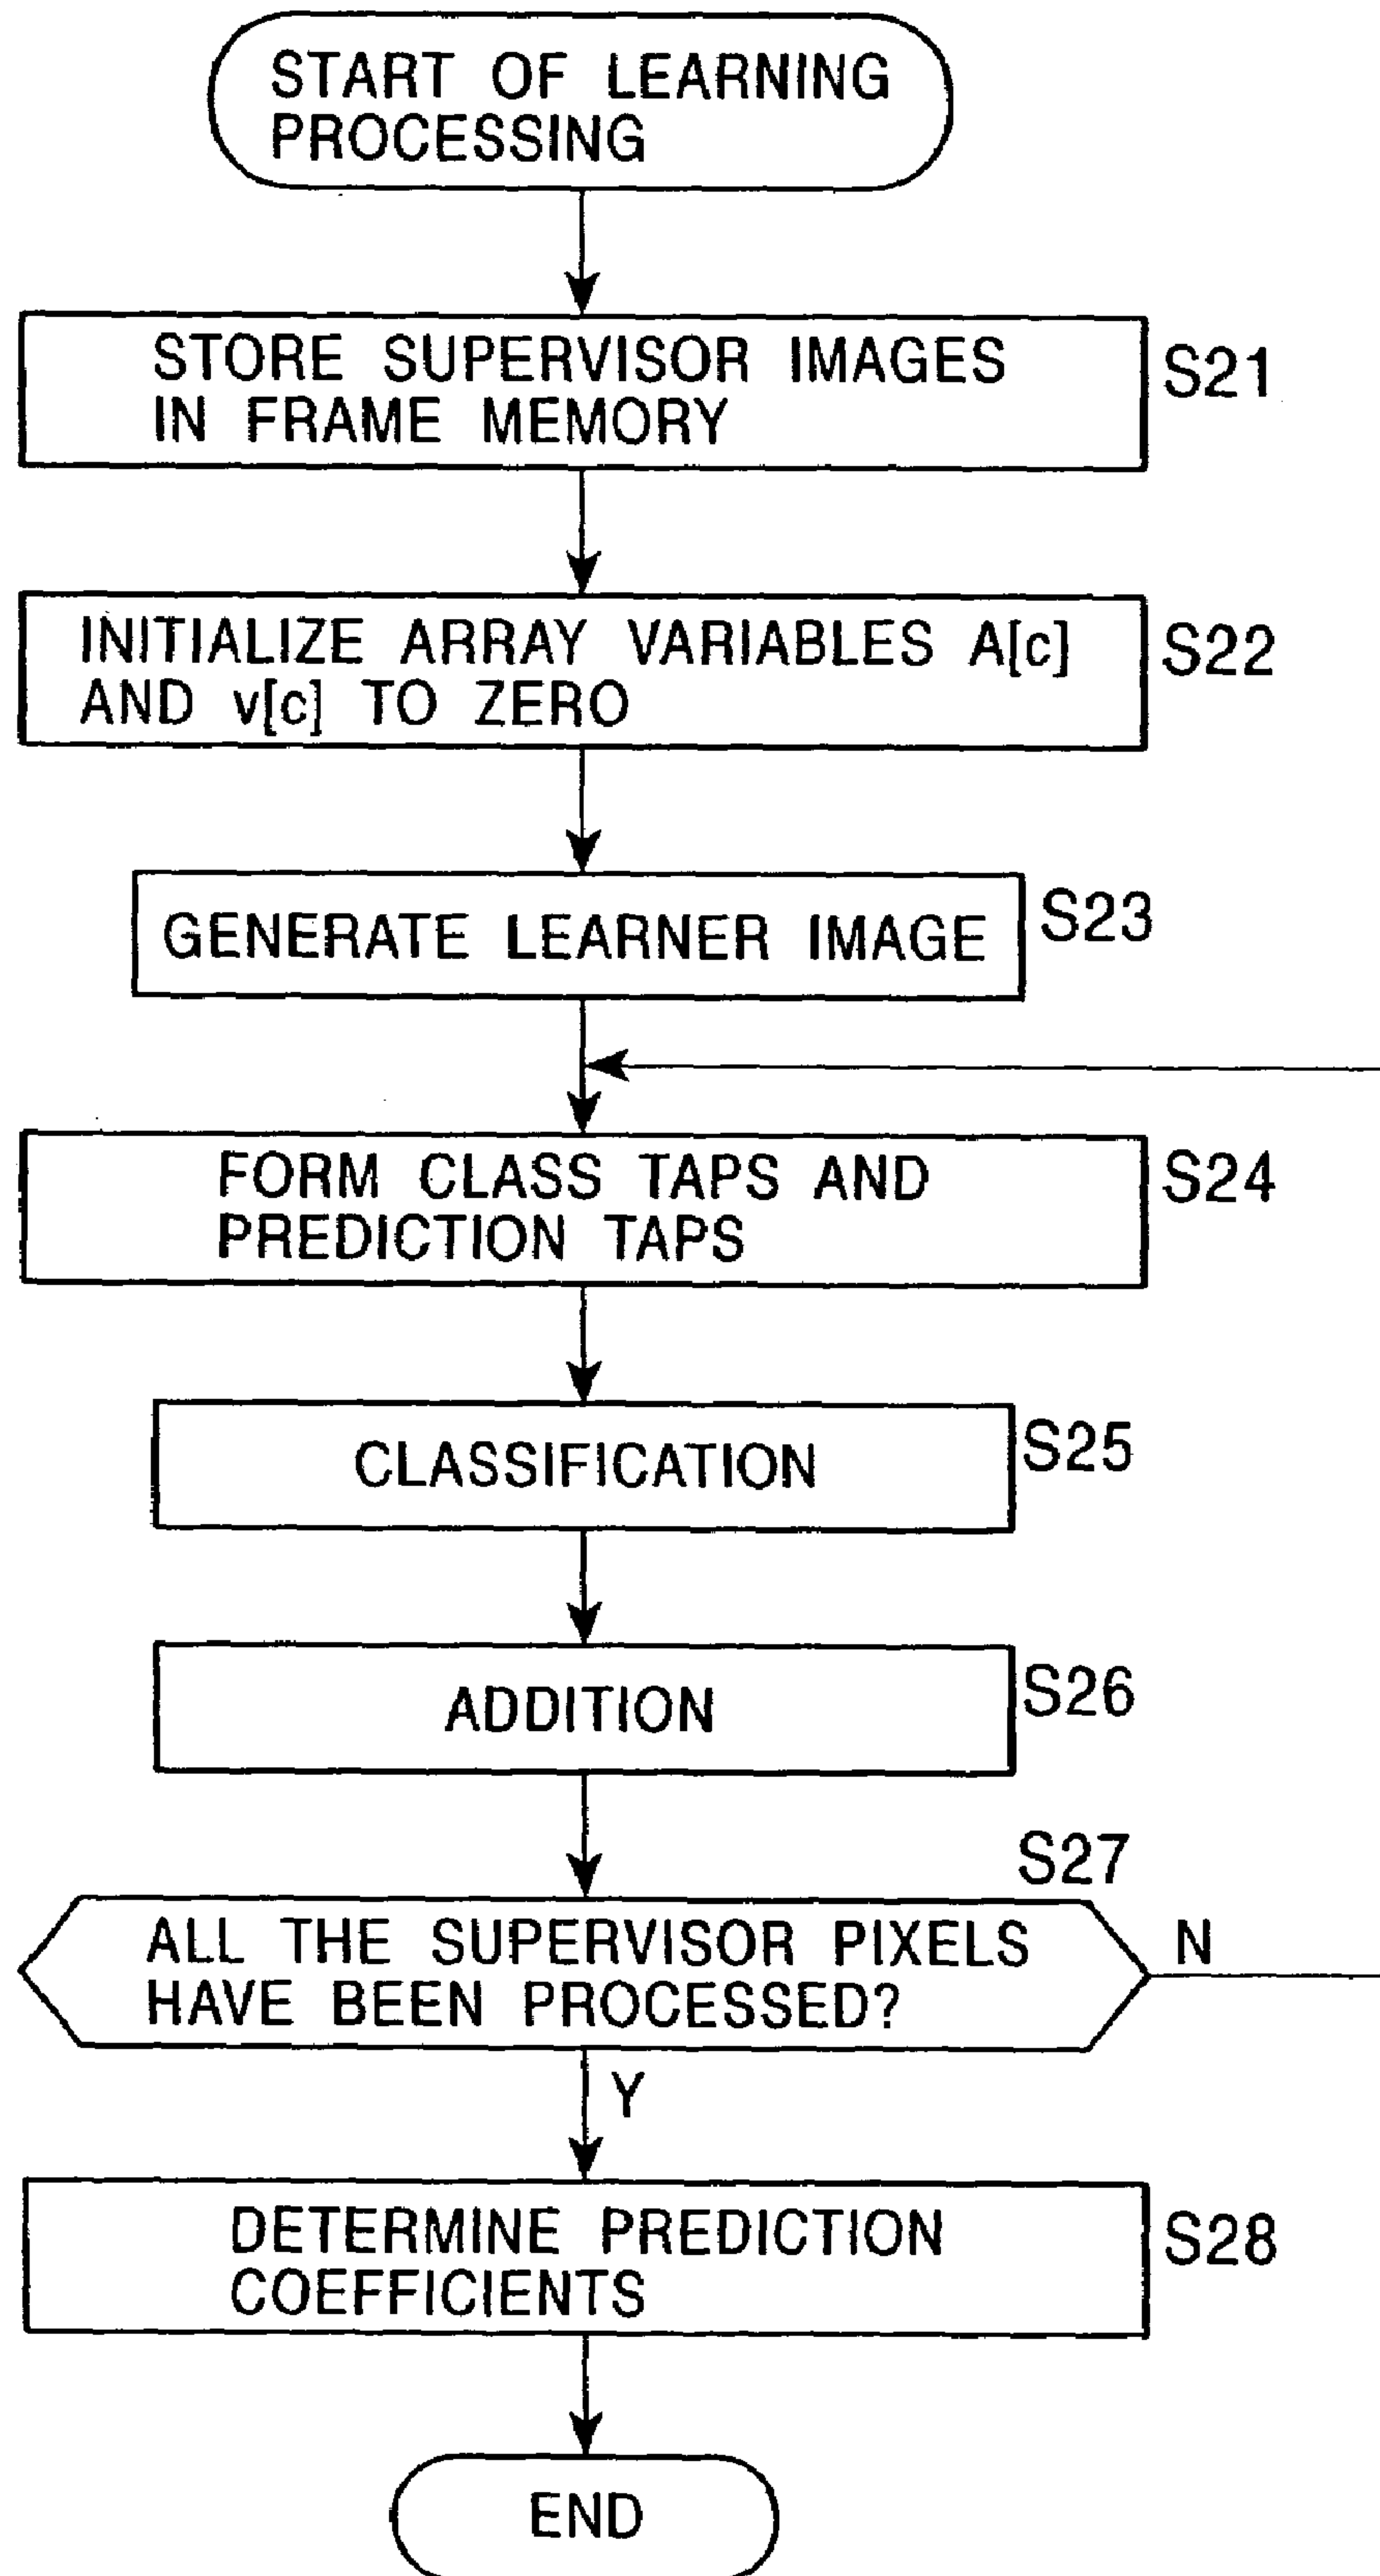 START OF LEARNING
PROCESSING
STORE SUPERVISOR IMAGES
IN FRAME MEMORY
S21
INITIALIZE ARRAY VARIABLES A[c]
AND v[c] TO ZERO
S22
GENERATE LEARNER IMAGE
S23
FORM CLASS TAPS AND
PREDICTION TAPS
S24
CLASSIFICATION
S25
ADDITION
S26
S27
ALL THE SUPERVISOR PIXELS
HAVE BEEN PROCESSED?
N
Y
DETERMINE PREDICTION
COEFFICIENTS
S28
END